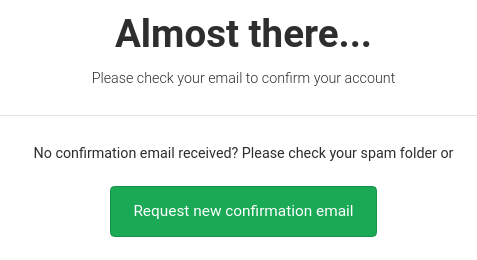 Almost there...
Please check your email to confirm your account
No confirmation email received? Please check your spam folder or
Request new confirmation email